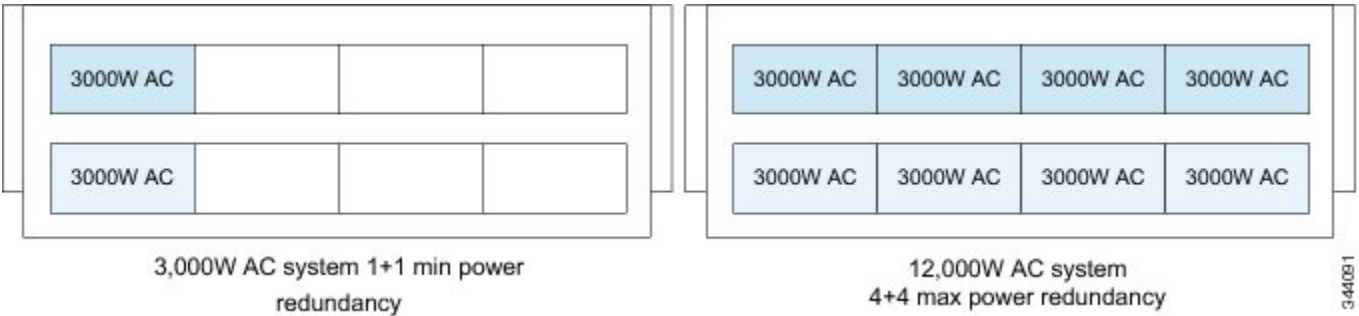 3000W AC
3000W AC
3,000W AC system 1+1 min power
redundancy
3000W AC 3000W AC 3000W AC 3000W AC
3000W AC 3000W AC 3000W AC 3000W AC
12,000W AC system
4+4 max power redundancy
344091